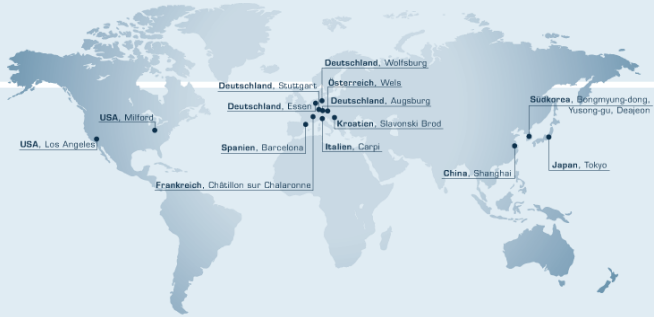 Deutschland, Wolfsburg
Deutschland, Stuttgart
Österreich, Wels
Deutschland, Essen
Deutschland, Augsburg
Südkorea, Bongmyung-dong,
Yusong-gu, Deajeon
USA, Milford
Kroatien, Slavonski Brod
USA, Los Angeles
Spanien, Barcelona
Italien, Carpi
Japan, Tokyo
China, Shanghai
Frankreich, Châtillon sur Chalaronne